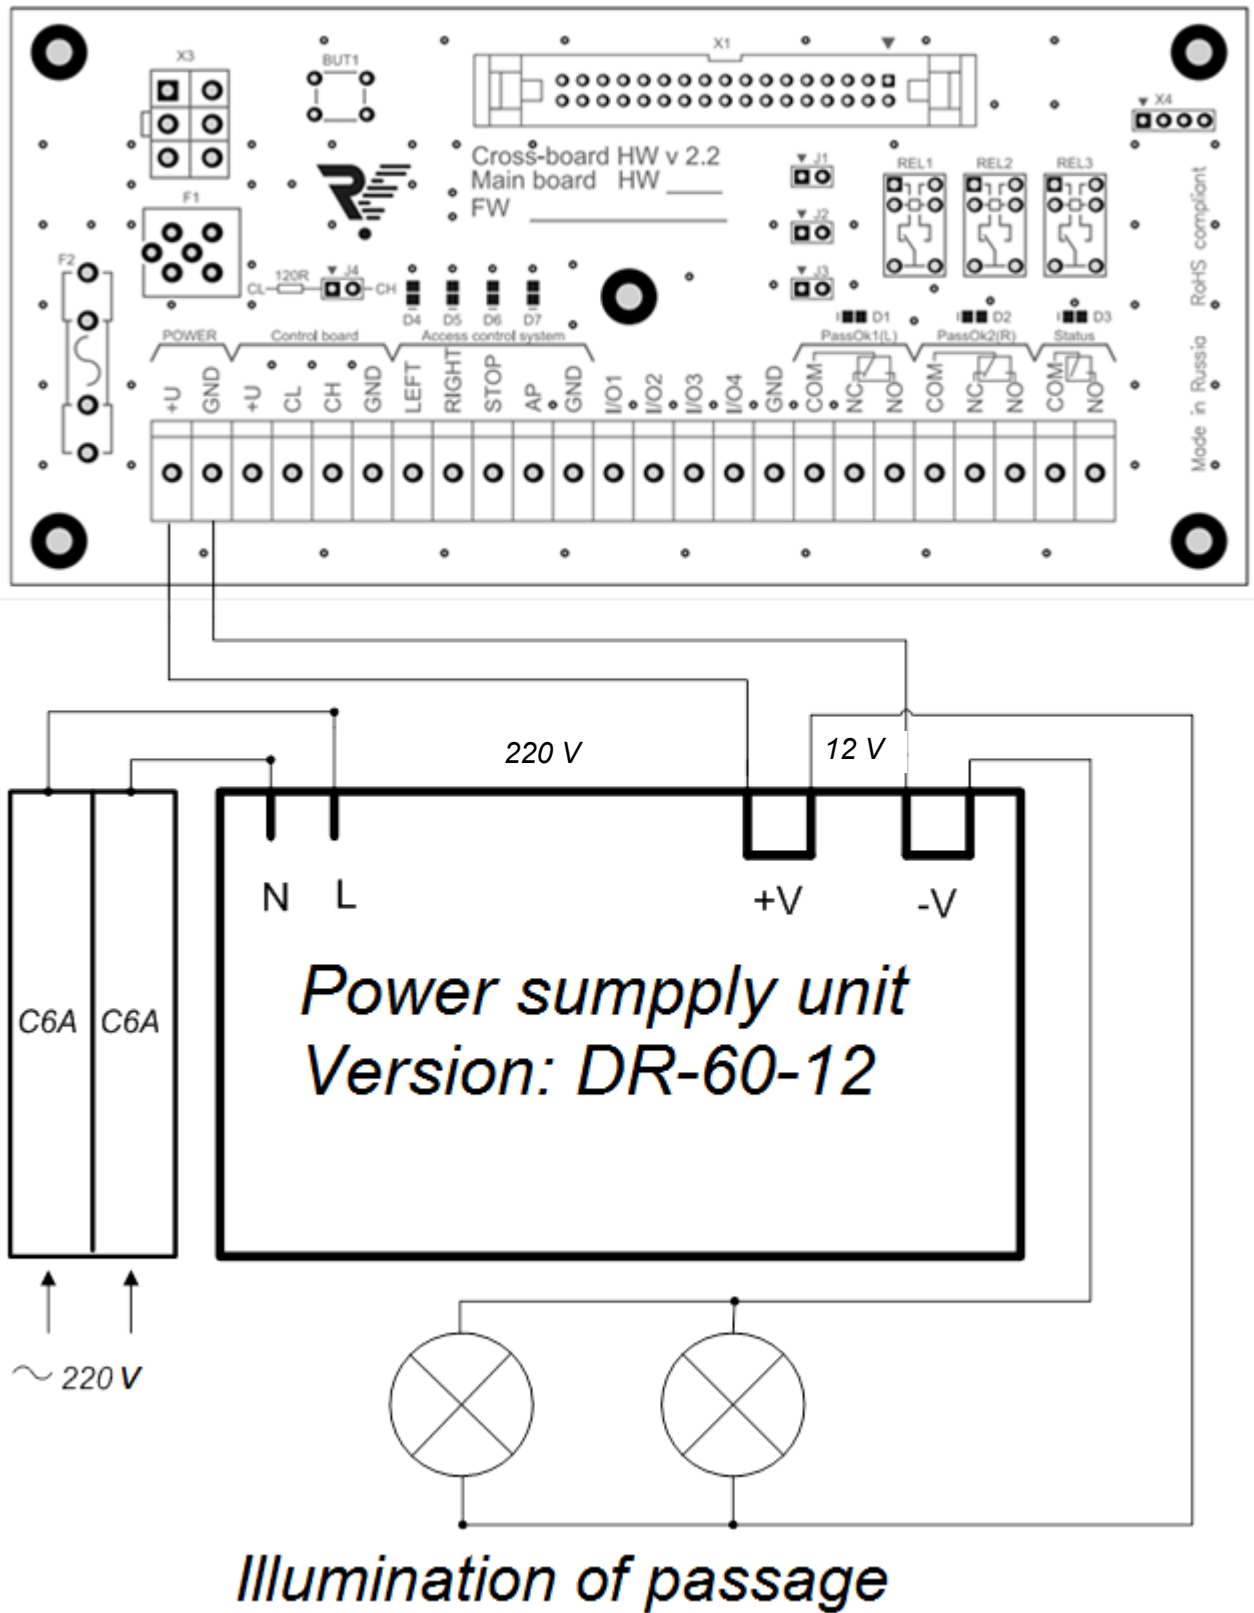 X3
BUT1
X1
X4
Cross-board HW v 2.2
Main board HW
FW
J1
J2
J3
REL1 REL2 REL3
RoHS compliant
Made in Russia
F1
F2
CL 120R J4 CH
D4 D5 D6 D7
D1 D2 D3
POWER Control board Access control system PassOk1(L) PassOk2(R) Status
+U GND +U CL CH GND LEFT RIGHT STOP AP GND I/O1 I/O2 I/O3 I/O4 GND COM NC NO COM NC NO COM NO
220 V 12 V
N L +V -V
Power sumpply unit
Version: DR-60-12
C6A C6A
~ 220 V
Illumination of passage